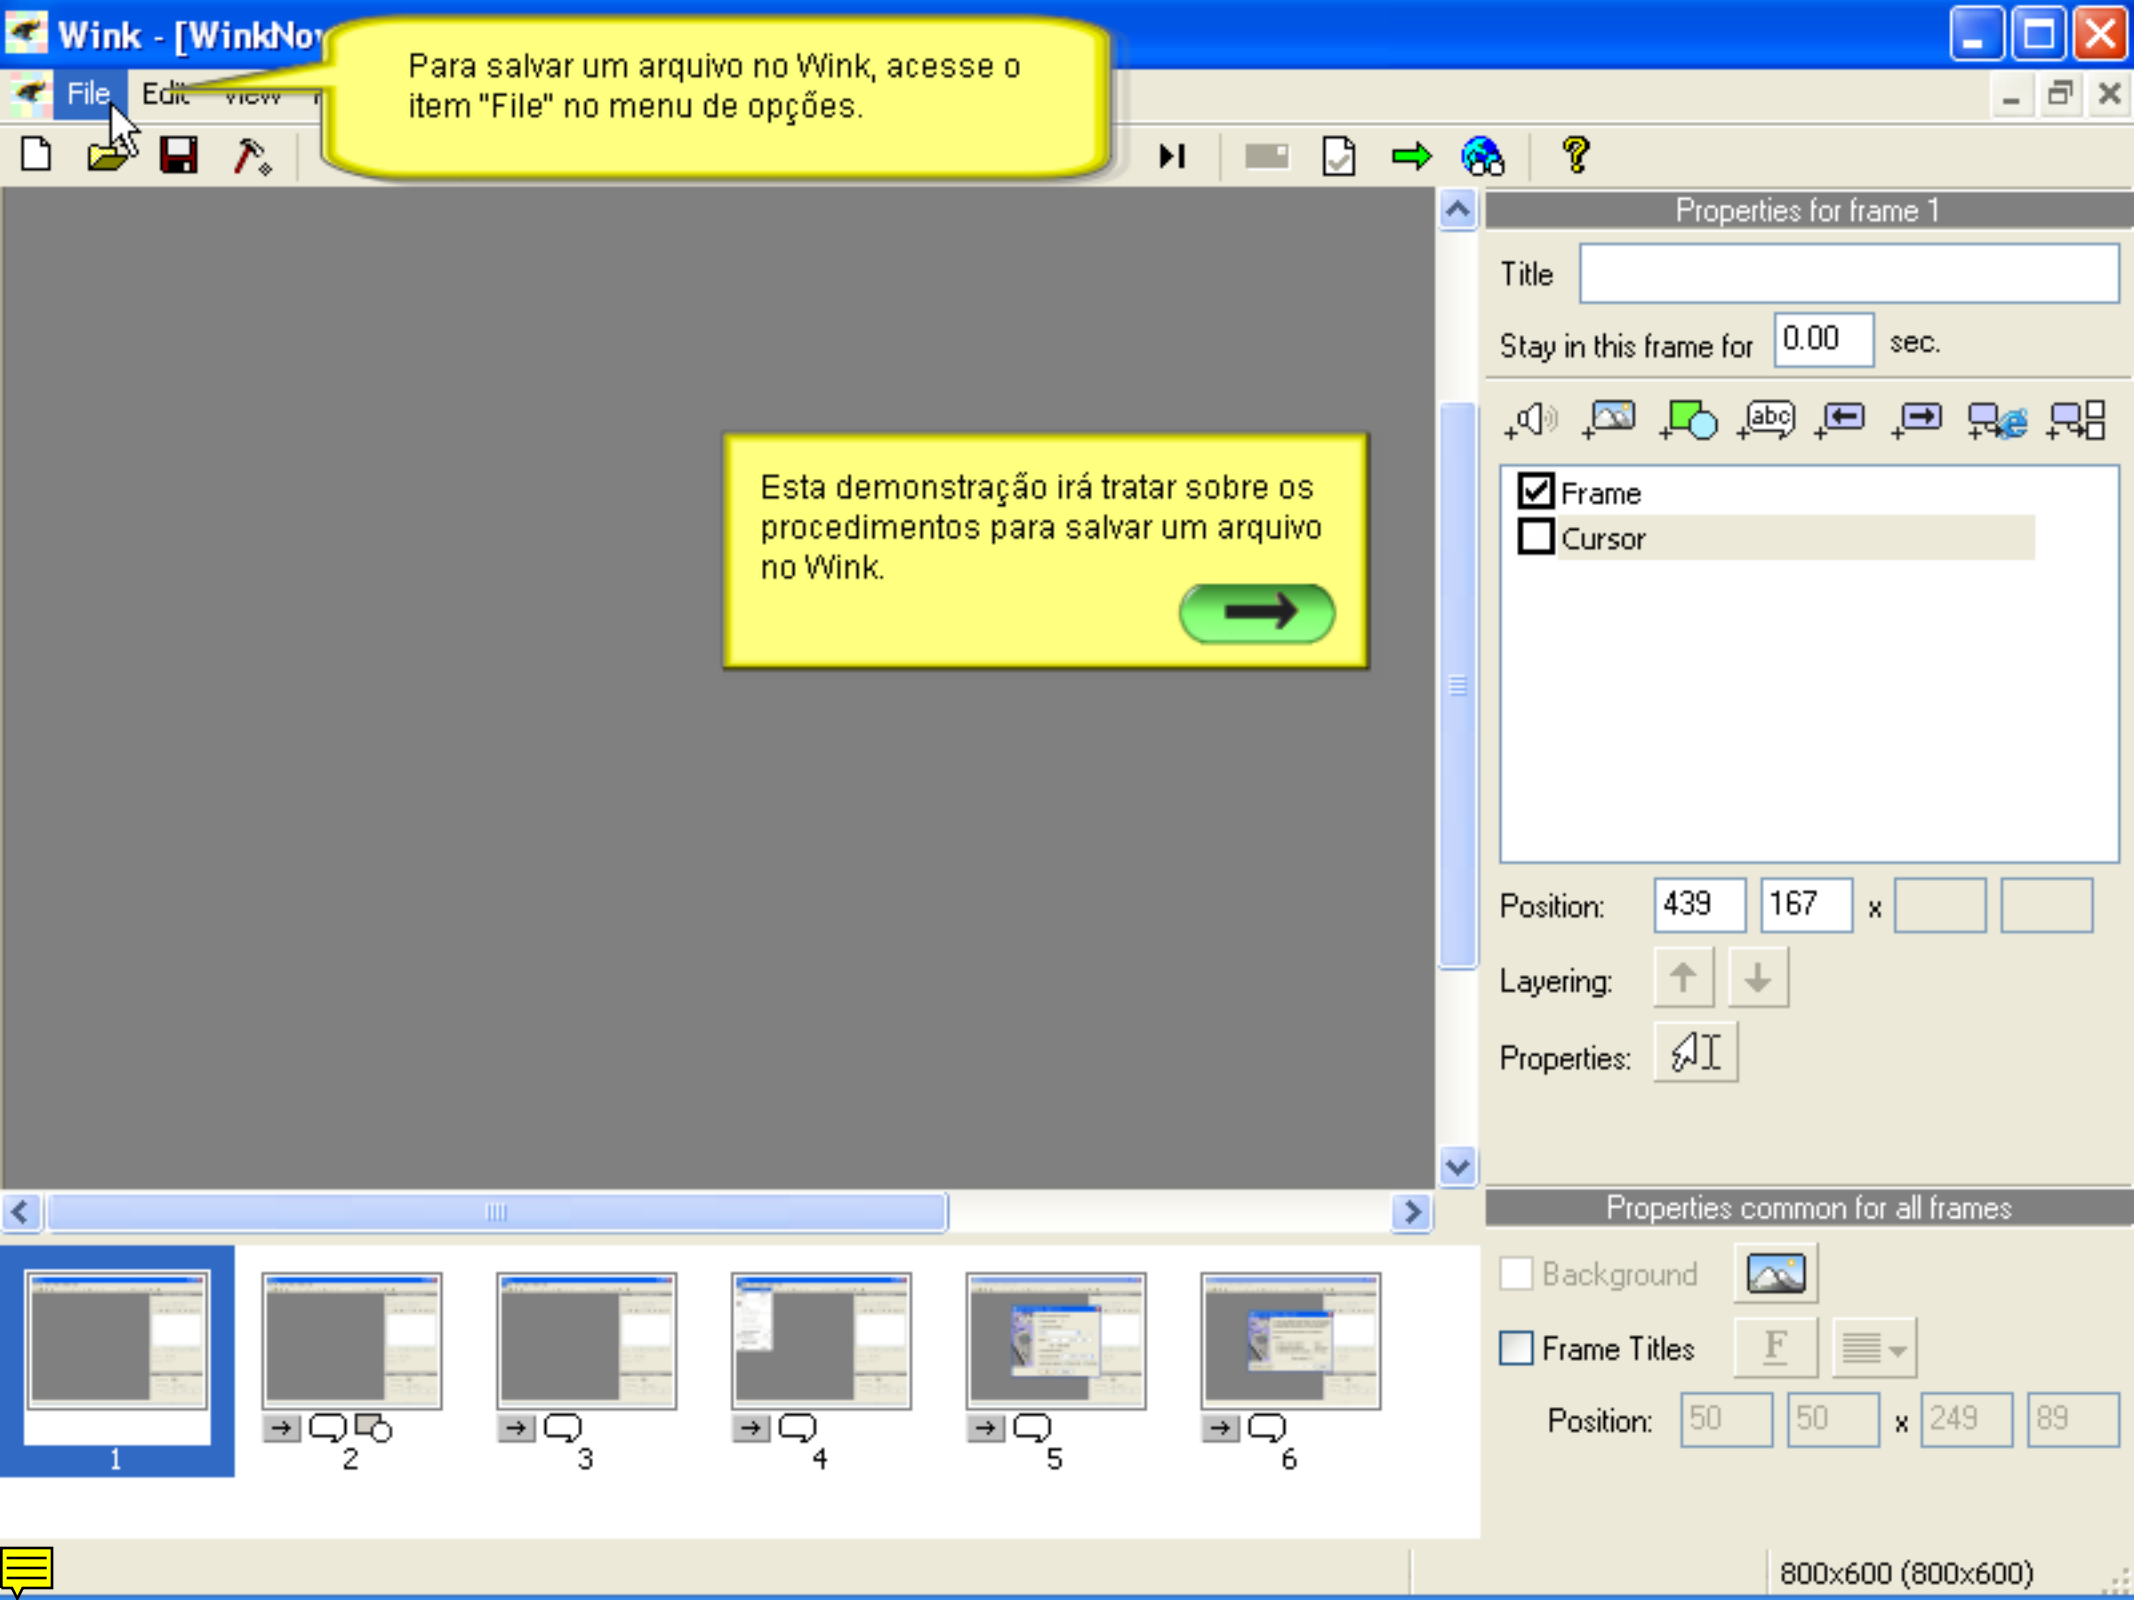 Wink - [WinkNo
Para salvar um arquivo no Wink, acesse o
item "File" no menu de opções.
File Edit View
Properties for frame 1
Title
Stay in this frame for 0.00 sec.
abc
Esta demonstração irá tratar sobre os
procedimentos para salvar um arquivo
no Wink.
Frame
Cursor
Position: 439 167 x
Layering:
Properties:
Properties common for all frames
Background
Frame Titles F
Position: 50 50 x 249 89
1 2 3 4 5 6
800x600 (800x600)